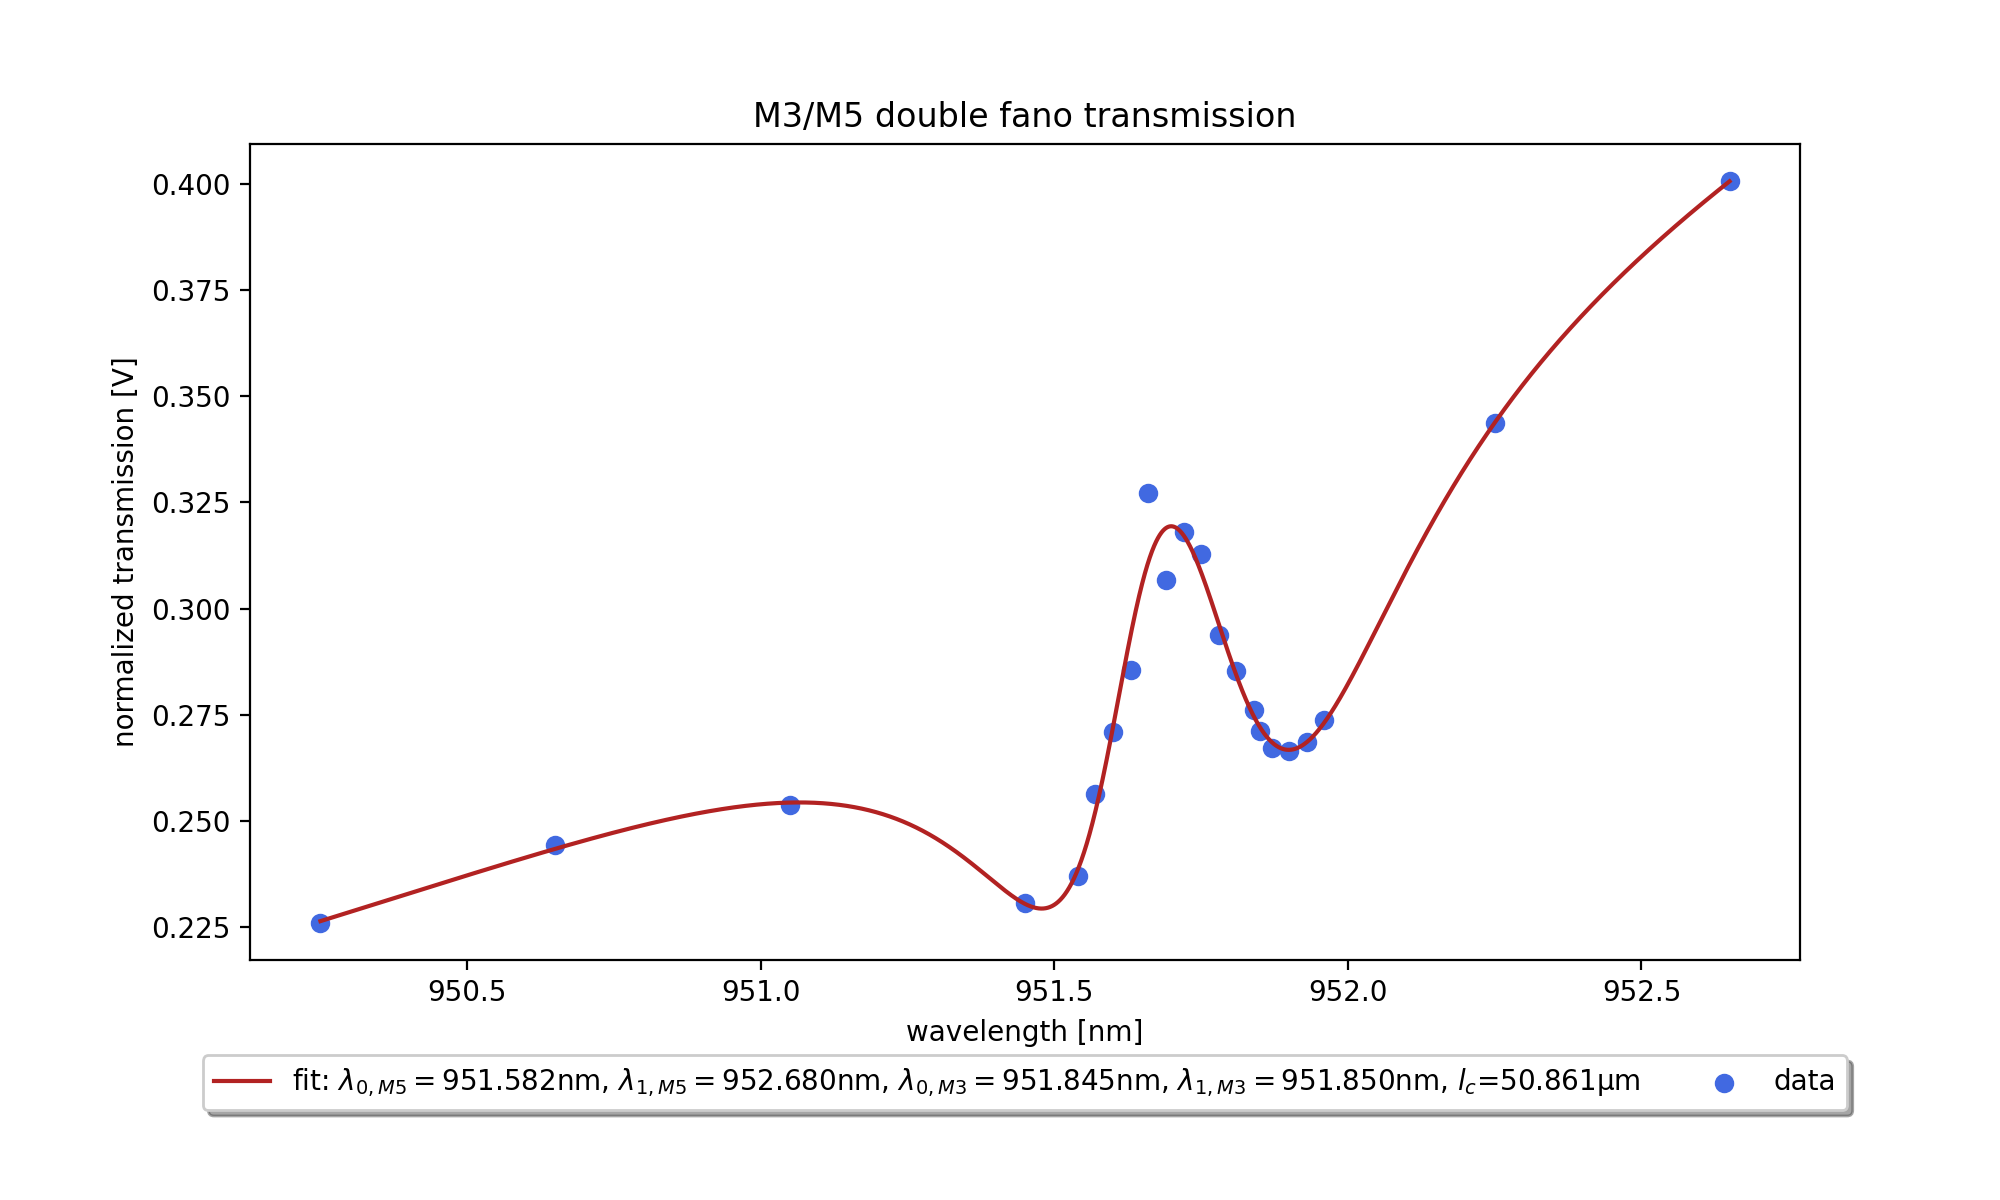 M3/M5 double fano transmission
normalized transmission [V]
0.400
0.375
0.350
0.325
0.300
0.275
0.250
0.225
950.5 951.0 951.5 952.0 952.5
wavelength [nm]
fit: λ₀,M5 = 951.582nm, λ₁,M5 = 952.680nm, λ₀,M3 = 951.845nm, λ₁,M3 = 951.850nm, l_c=50.861µm data